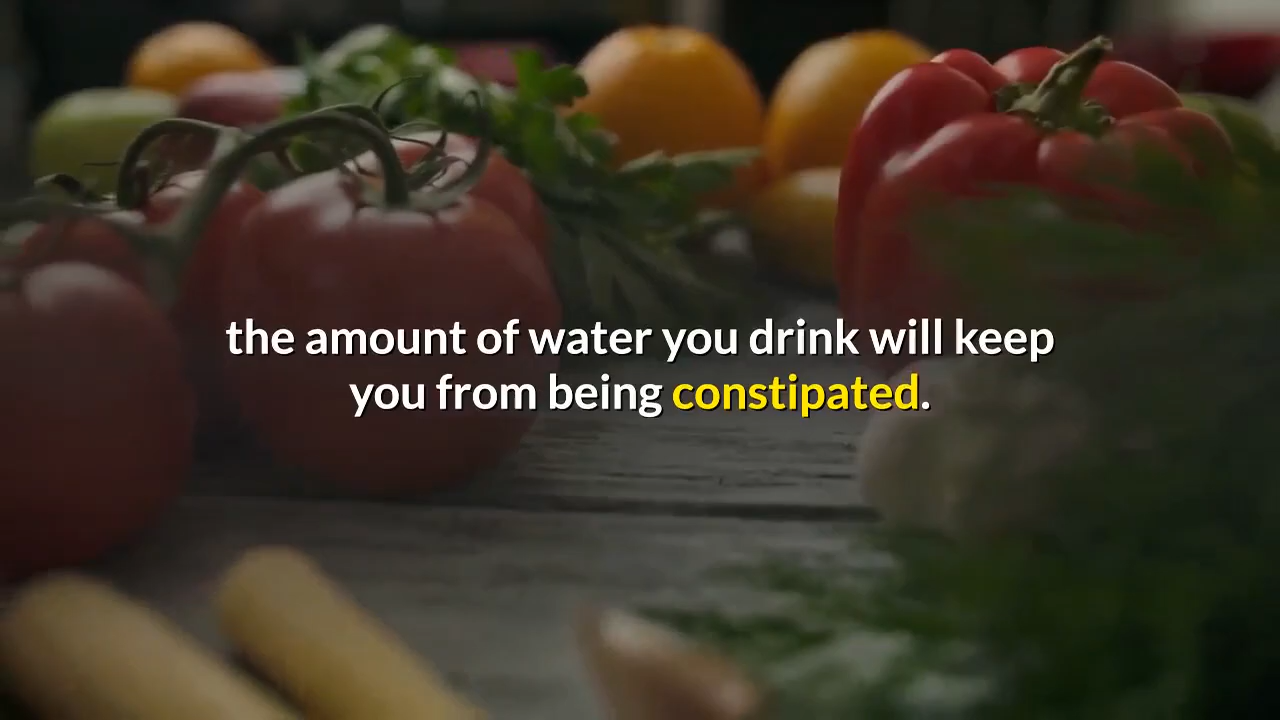 the amount of water you drink will keep
you from being constipated.